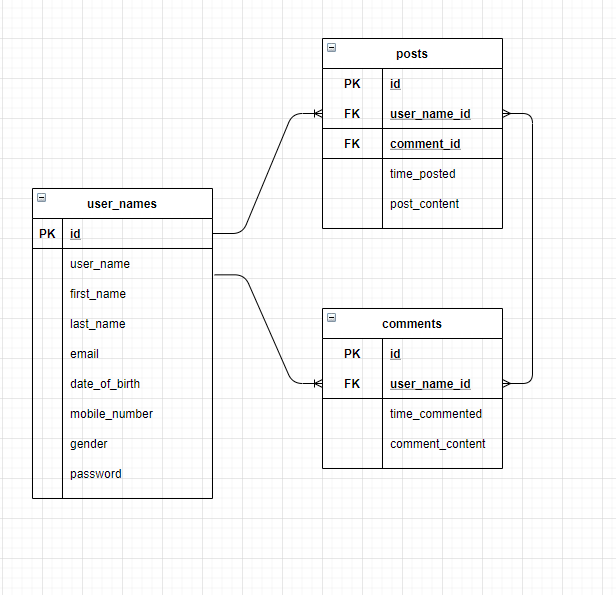 posts
PK id
FK user_name_id
FK comment_id
time_posted
post_content
user_names
PK id
user_name
first_name
last_name
email
date_of_birth
mobile_number
gender
password
comments
PK id
FK user_name_id
time_commented
comment_content